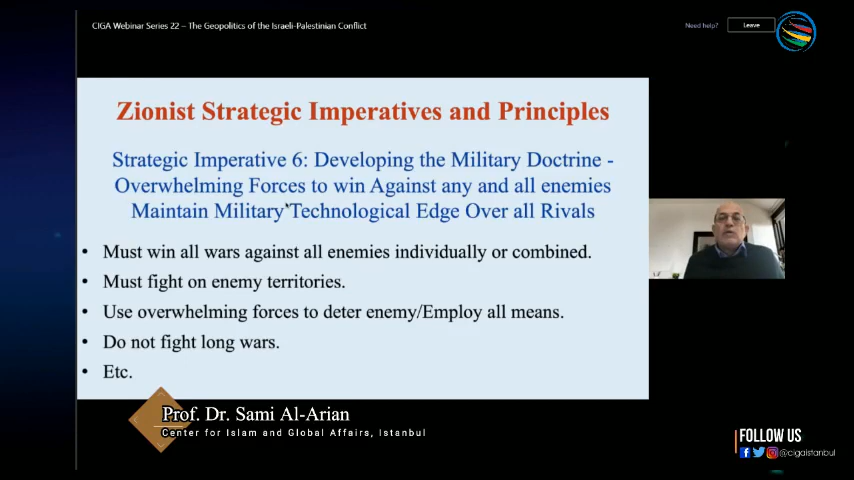 CIGA Webinar Series 22 – The Geopolitics of the Israeli-Palestinian Conflict
Need help?
Leave
Zionist Strategic Imperatives and Principles
Strategic Imperative 6: Developing the Military Doctrine -
Overwhelming Forces to win Against any and all enemies
Maintain Military Technological Edge Over all Rivals
• Must win all wars against all enemies individually or combined.
• Must fight on enemy territories.
• Use overwhelming forces to deter enemy/Employ all means.
• Do not fight long wars.
• Etc.
Prof. Dr. Sami Al-Arian
Center for Islam and Global Affairs, Istanbul
FOLLOW US
@cigaistanbul